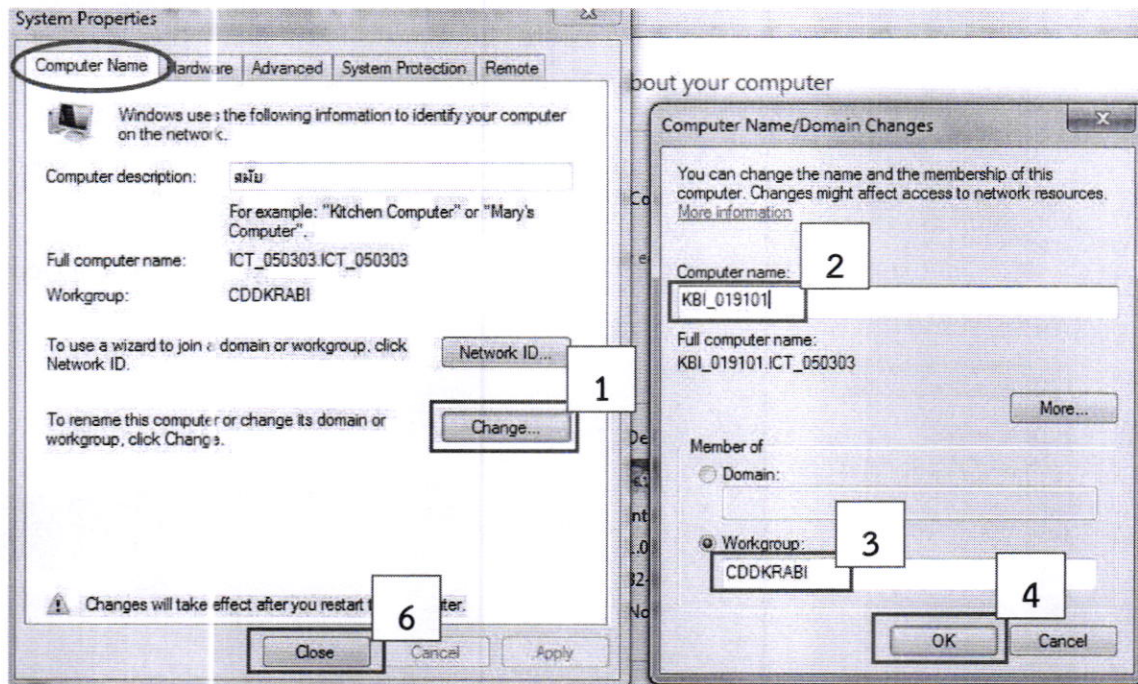 System Properties
Computer Name Hardware Advanced System Protection Remote
Windows uses the following information to identify your computer
on the network.
Computer description: สมัย
For example: "Kitchen Computer" or "Mary's
Computer".
Full computer name: ICT_050303.ICT_050303
Workgroup: CDDKRABI
To use a wizard to join a domain or workgroup, click
Network ID.
Network ID...
1
To rename this computer or change its domain or
workgroup, click Change.
Change...
Changes will take effect after you restart t ter.
6
Close Cancel Apply
bout your computer
Computer Name/Domain Changes
You can change the name and the membership of this
computer. Changes might affect access to network resources.
More information
Computer name:
2
KBI_019101
Full computer name:
KBI_019101.ICT_050303
More...
Member of
Domain:
Workgroup:
3
CDDKRABI
4
OK Cancel